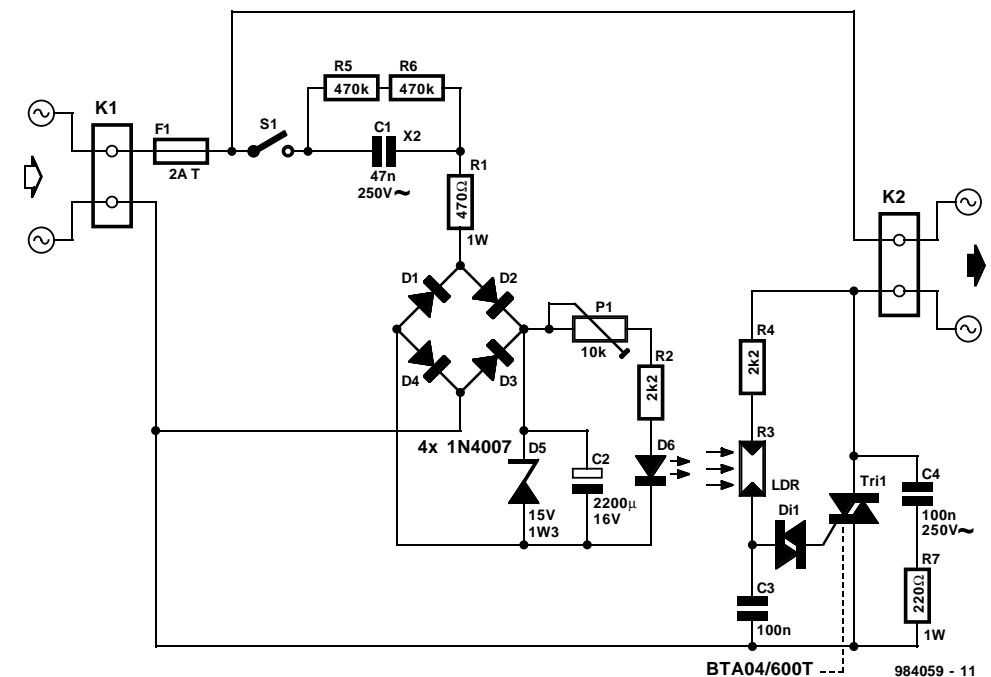 K1
F1
2A T
S1
R5
470k
R6
470k
C1
X2
47n
250V~
R1
470Ω
1W
D1
D2
D4
D3
4x 1N4007
D5
15V
1W3
C2
2200µ
16V
P1
10k
R2
2k2
D6
R4
2k2
R3
LDR
Di1
C3
100n
Tri1
C4
100n
250V~
R7
220Ω
1W
K2
BTA04/600T
984059 - 11